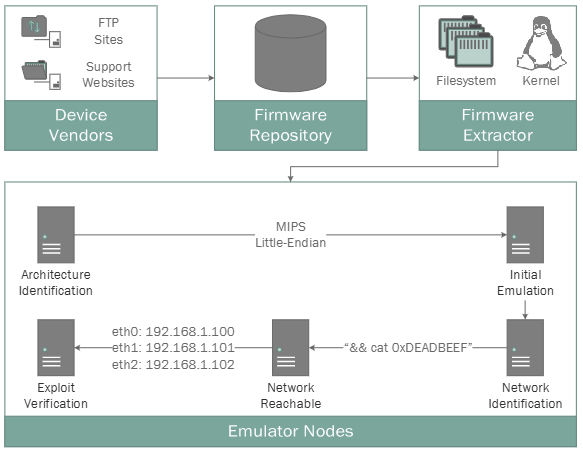 FTP
Sites
Support
Websites
Device
Vendors
Firmware
Repository
Filesystem
Kernel
Firmware
Extractor
Architecture
Identification
MIPS
Little-Endian
Initial
Emulation
Exploit
Verification
eth0: 192.168.1.100
eth1: 192.168.1.101
eth2: 192.168.1.102
Network
Reachable
“&& cat 0xDEADBEEF”
Network
Identification
Emulator Nodes